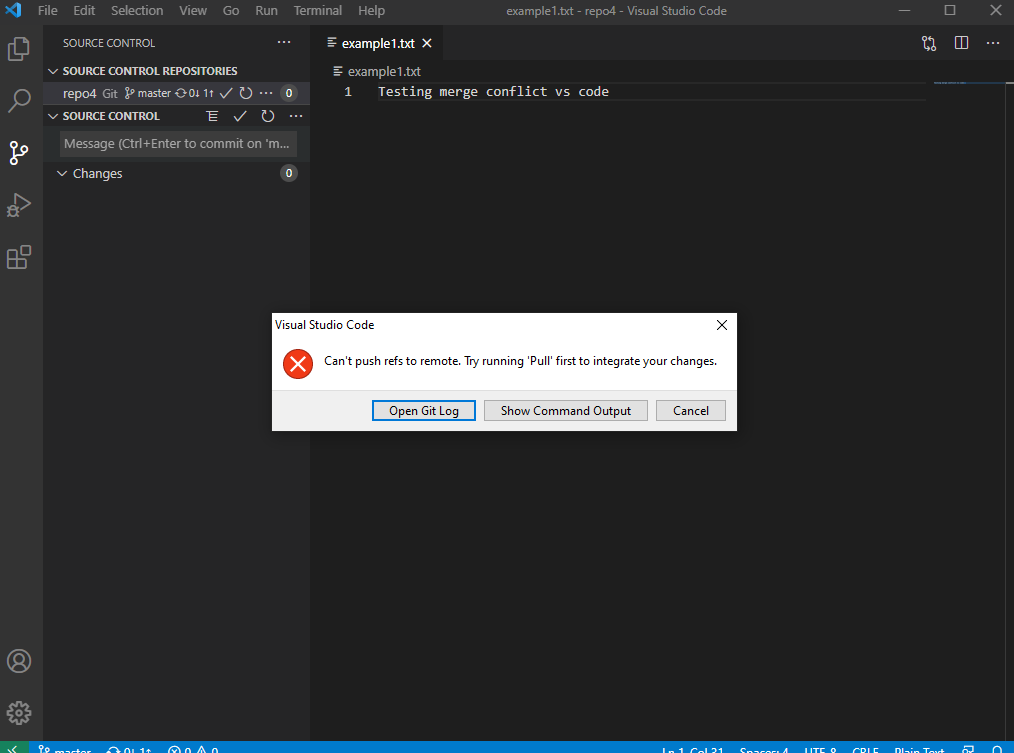 File Edit Selection View Go Run Terminal Help example1.txt - repo4 - Visual Studio Code
SOURCE CONTROL
example1.txt
SOURCE CONTROL REPOSITORIES
example1.txt
repo4 Git master 0↓ 1↑ 0
1 Testing merge conflict vs code
SOURCE CONTROL
Message (Ctrl+Enter to commit on 'm...
Changes 0
Visual Studio Code
Can't push refs to remote. Try running 'Pull' first to integrate your changes.
Open Git Log Show Command Output Cancel
master 0↓ 1↑ 0 0 Ln 1, Col 31 Spaces: 4 UTF-8 CRLF Plain Text